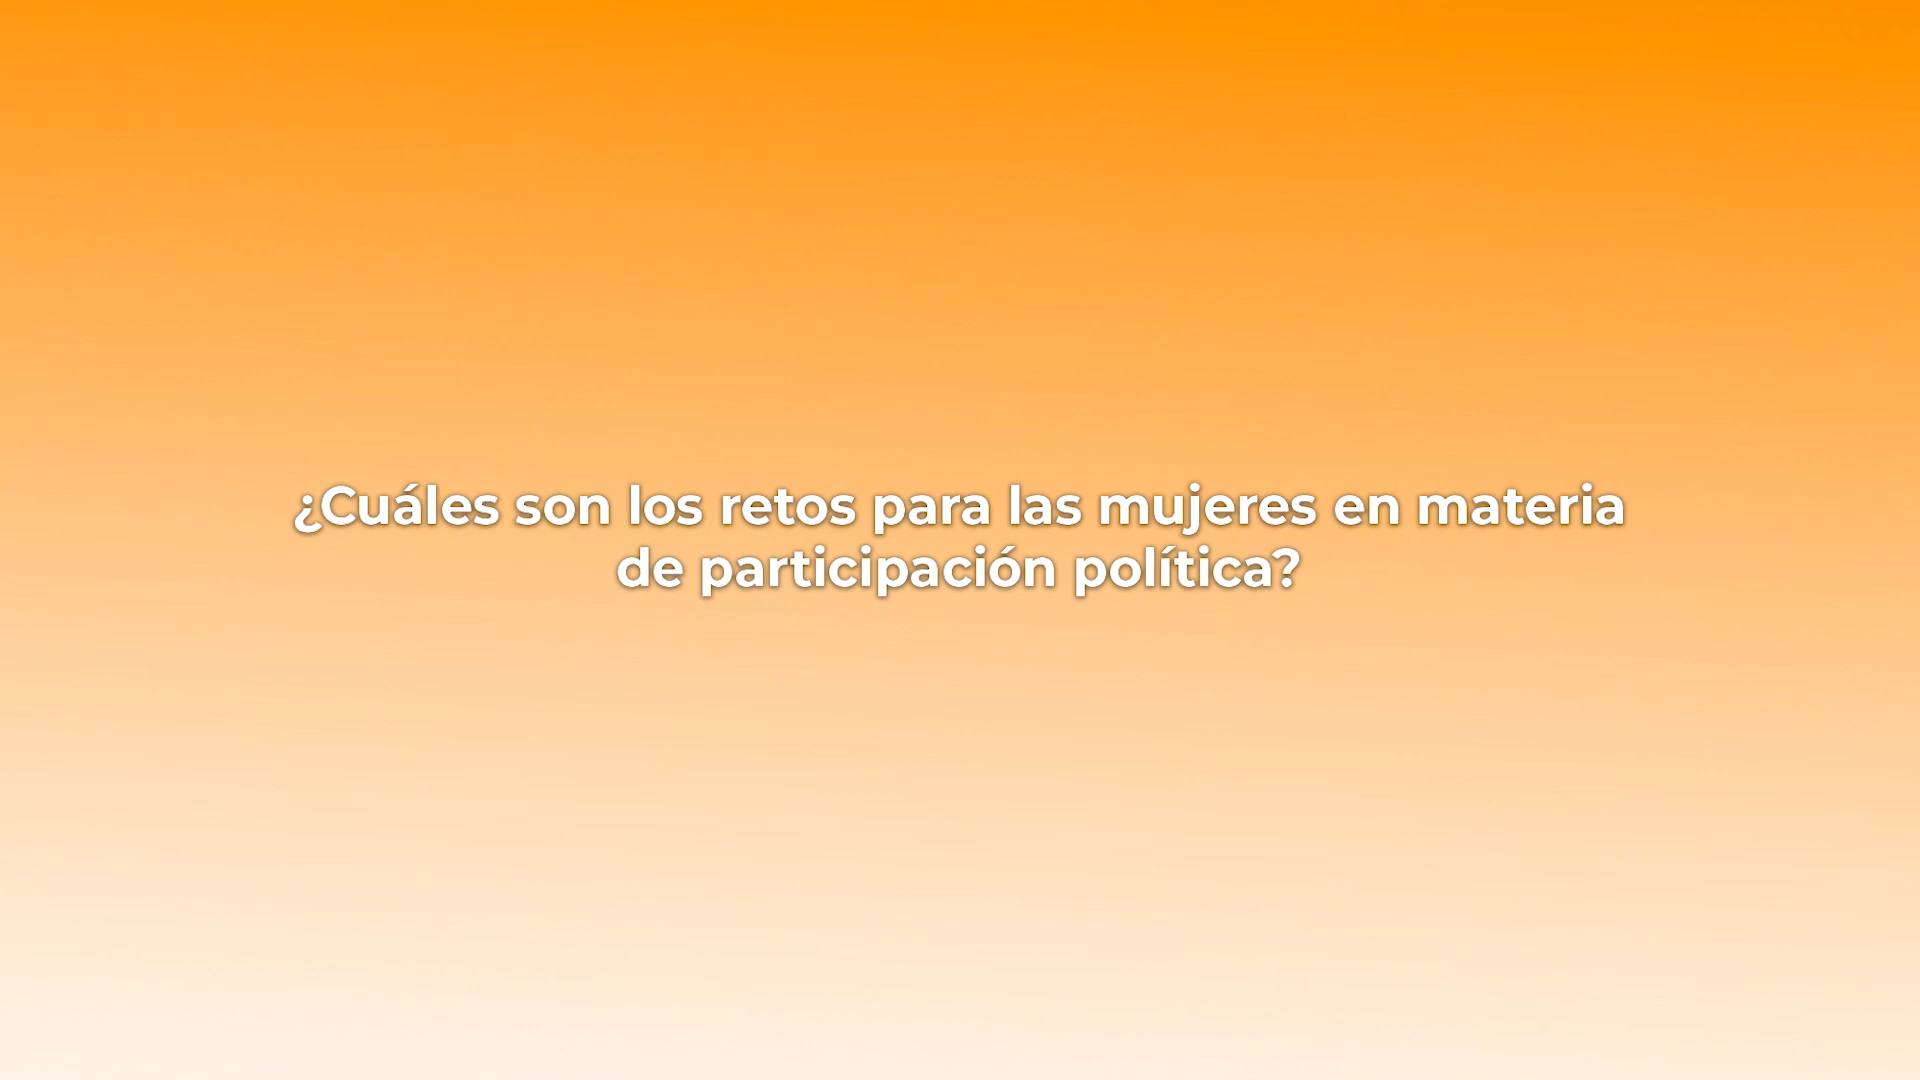 ¿Cuáles son los retos para las mujeres en materia
de participación política?